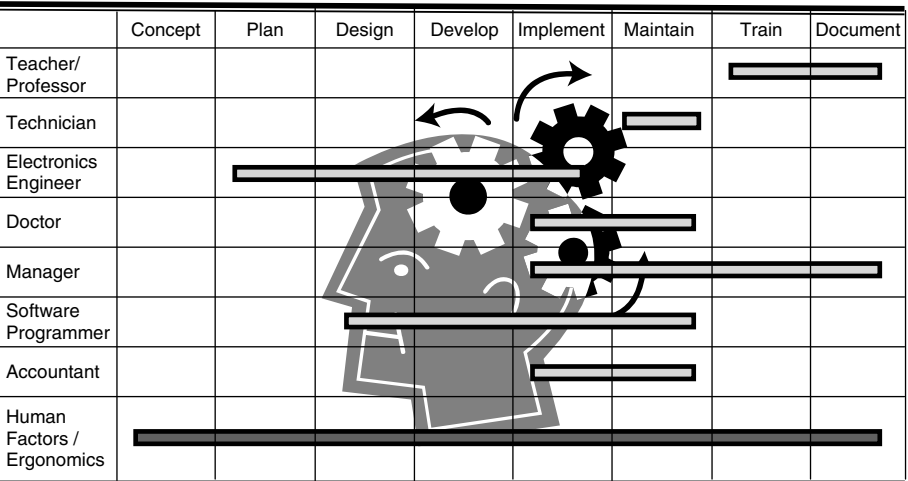 Concept Plan Design Develop Implement Maintain Train Document
Teacher/
Professor
Technician
Electronics
Engineer
Doctor
Manager
Software
Programmer
Accountant
Human
Factors /
Ergonomics